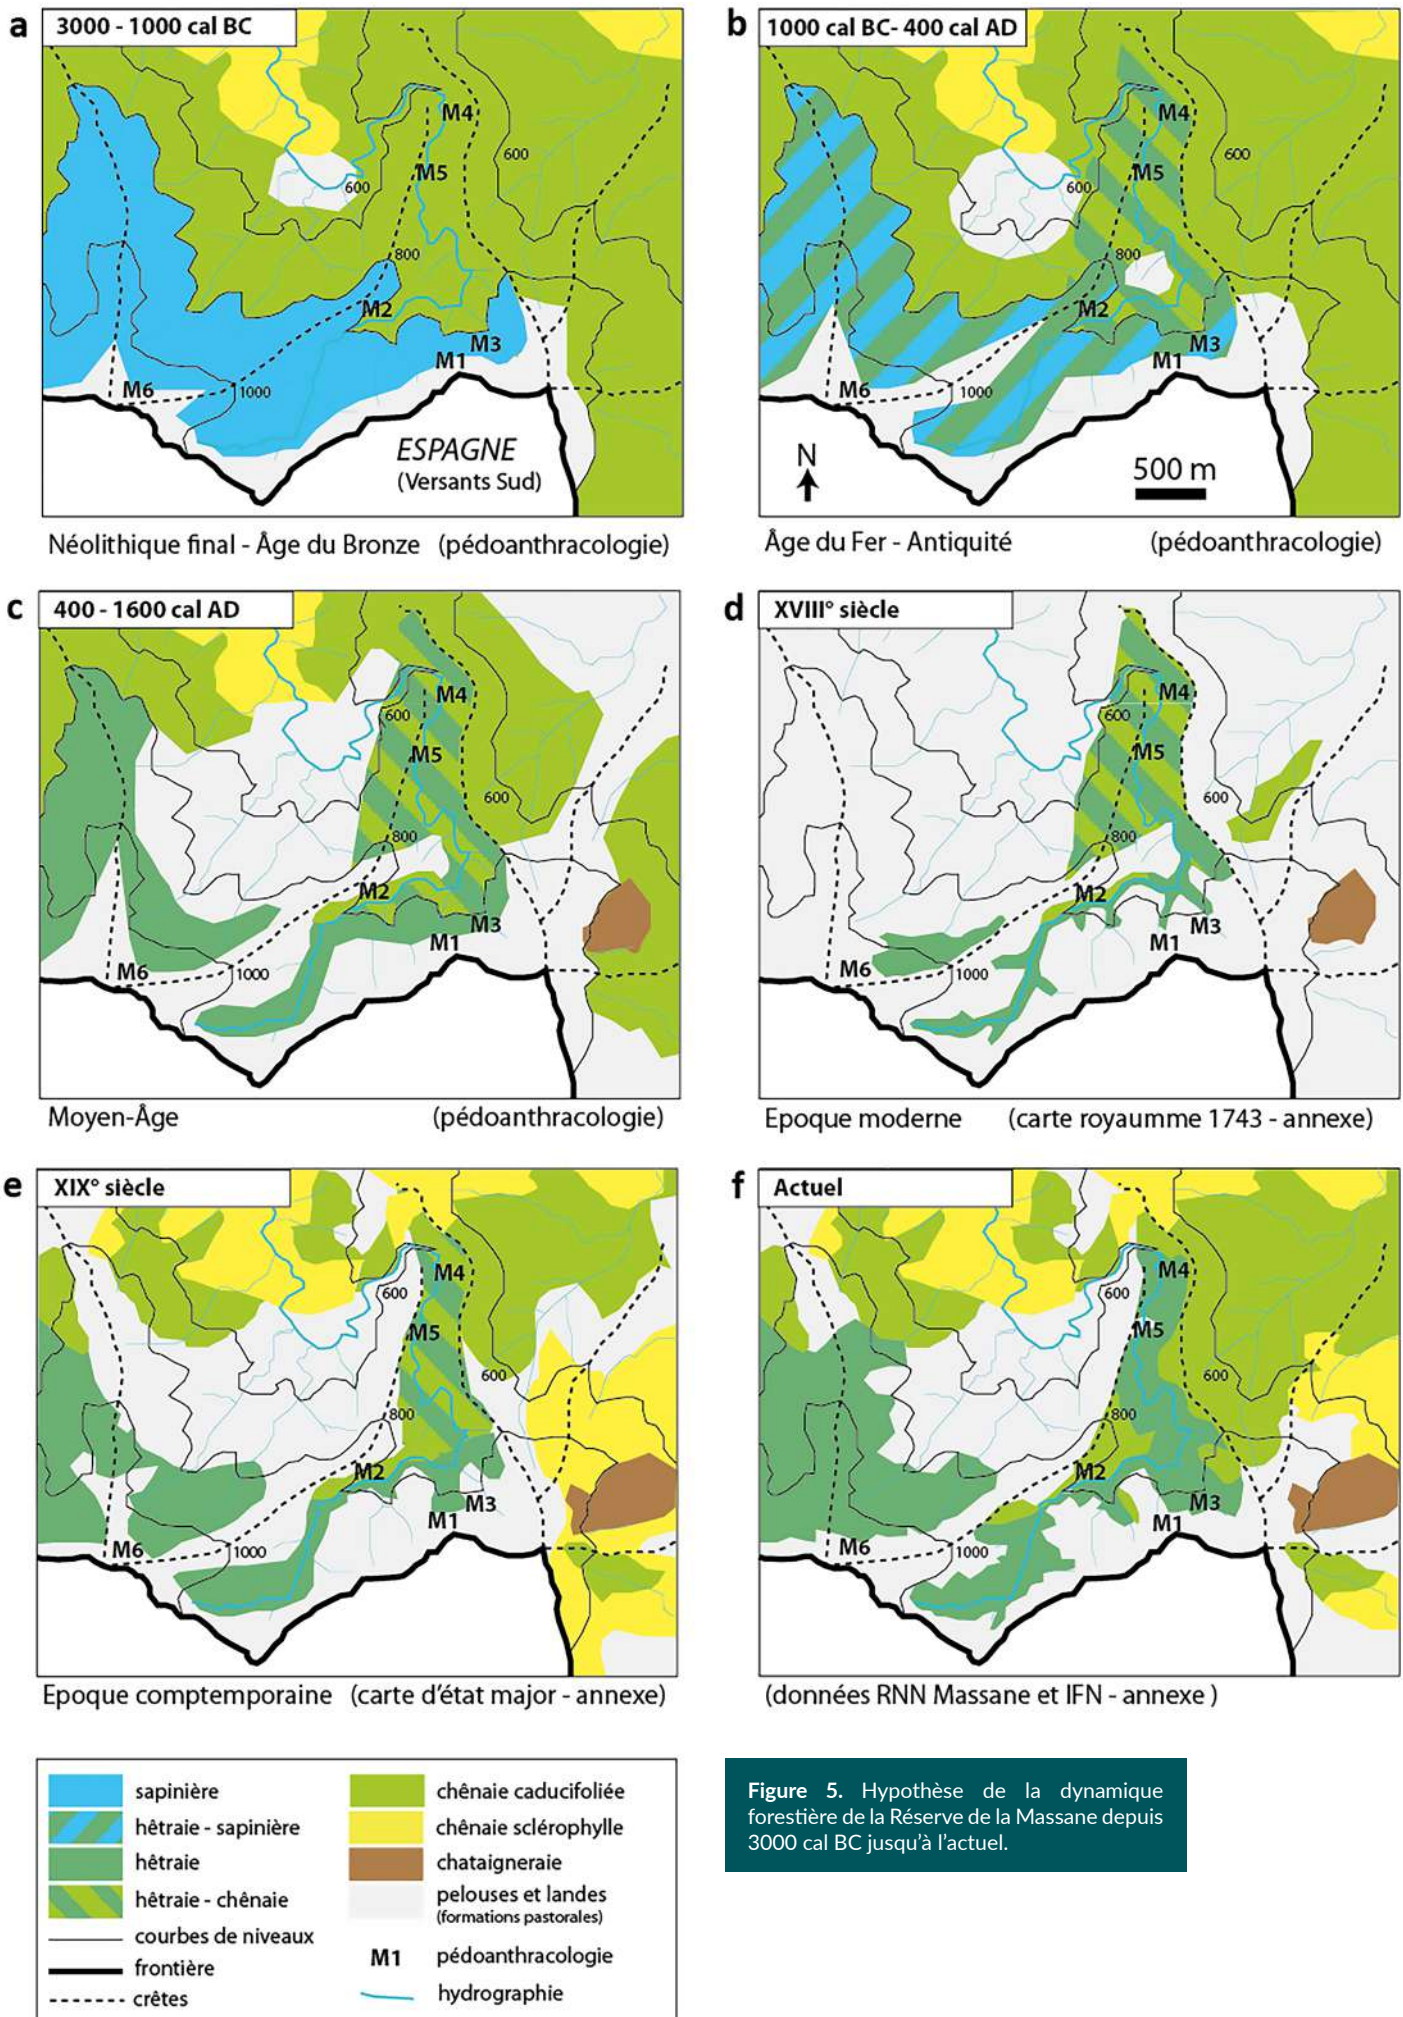 a
3000 - 1000 cal BC
M4
600
M5
600
800
M2
M3
M1
M6
1000
ESPAGNE
(Versants Sud)
Néolithique final - Âge du Bronze (pédoanthracologie)
b
1000 cal BC- 400 cal AD
M4
600
M5
600
800
M2
M3
M1
M6
1000
N
500 m
Âge du Fer - Antiquité (pédoanthracologie)
c
400 - 1600 cal AD
M4
600
M5
600
800
M2
M3
M1
M6
1000
Moyen-Âge (pédoanthracologie)
d
XVIII° siècle
M4
600
M5
600
800
M2
M3
M1
M6
1000
Epoque moderne (carte royaumme 1743 - annexe)
e
XIX° siècle
M4
600
M5
600
800
M2
M3
M1
M6
1000
Epoque comptemporaine (carte d'état major - annexe)
f
Actuel
M4
600
M5
600
800
M2
M3
M1
M6
1000
(données RNN Massane et IFN - annexe )
sapinière
hêtraie - sapinière
hêtraie
hêtraie - chênaie
courbes de niveaux
frontière
crêtes
chênaie caducifoliée
chênaie sclérophylle
chataigneraie
pelouses et landes
(formations pastorales)
M1 pédoanthracologie
hydrographie
Figure 5. Hypothèse de la dynamique
forestière de la Réserve de la Massane depuis
3000 cal BC jusqu'à l'actuel.